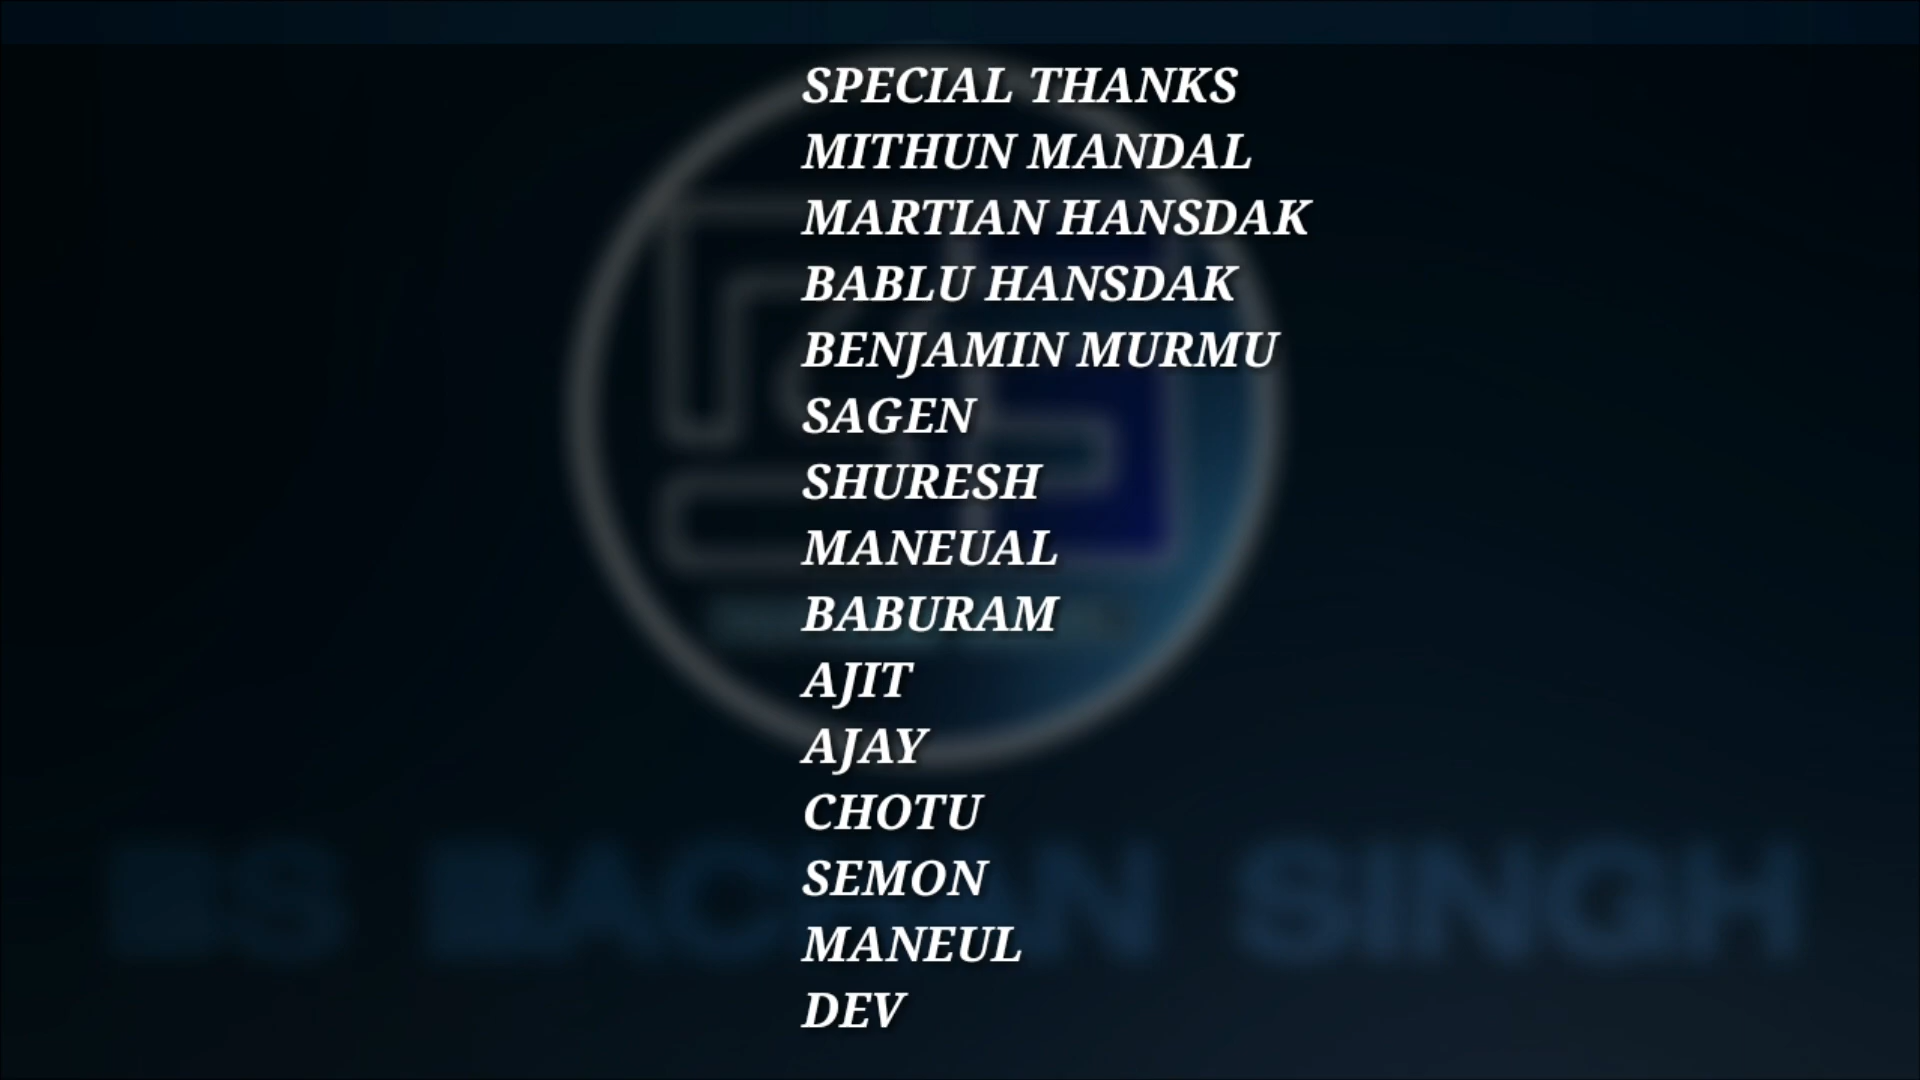 SPECIAL THANKS
MITHUN MANDAL
MARTIAN HANSDAK
BABLU HANSDAK
BENJAMIN MURMU
SAGEN
SHURESH
MANEUAL
BABURAM
AJIT
AJAY
CHOTU
SEMON
MANEUL
DEV
SINGH